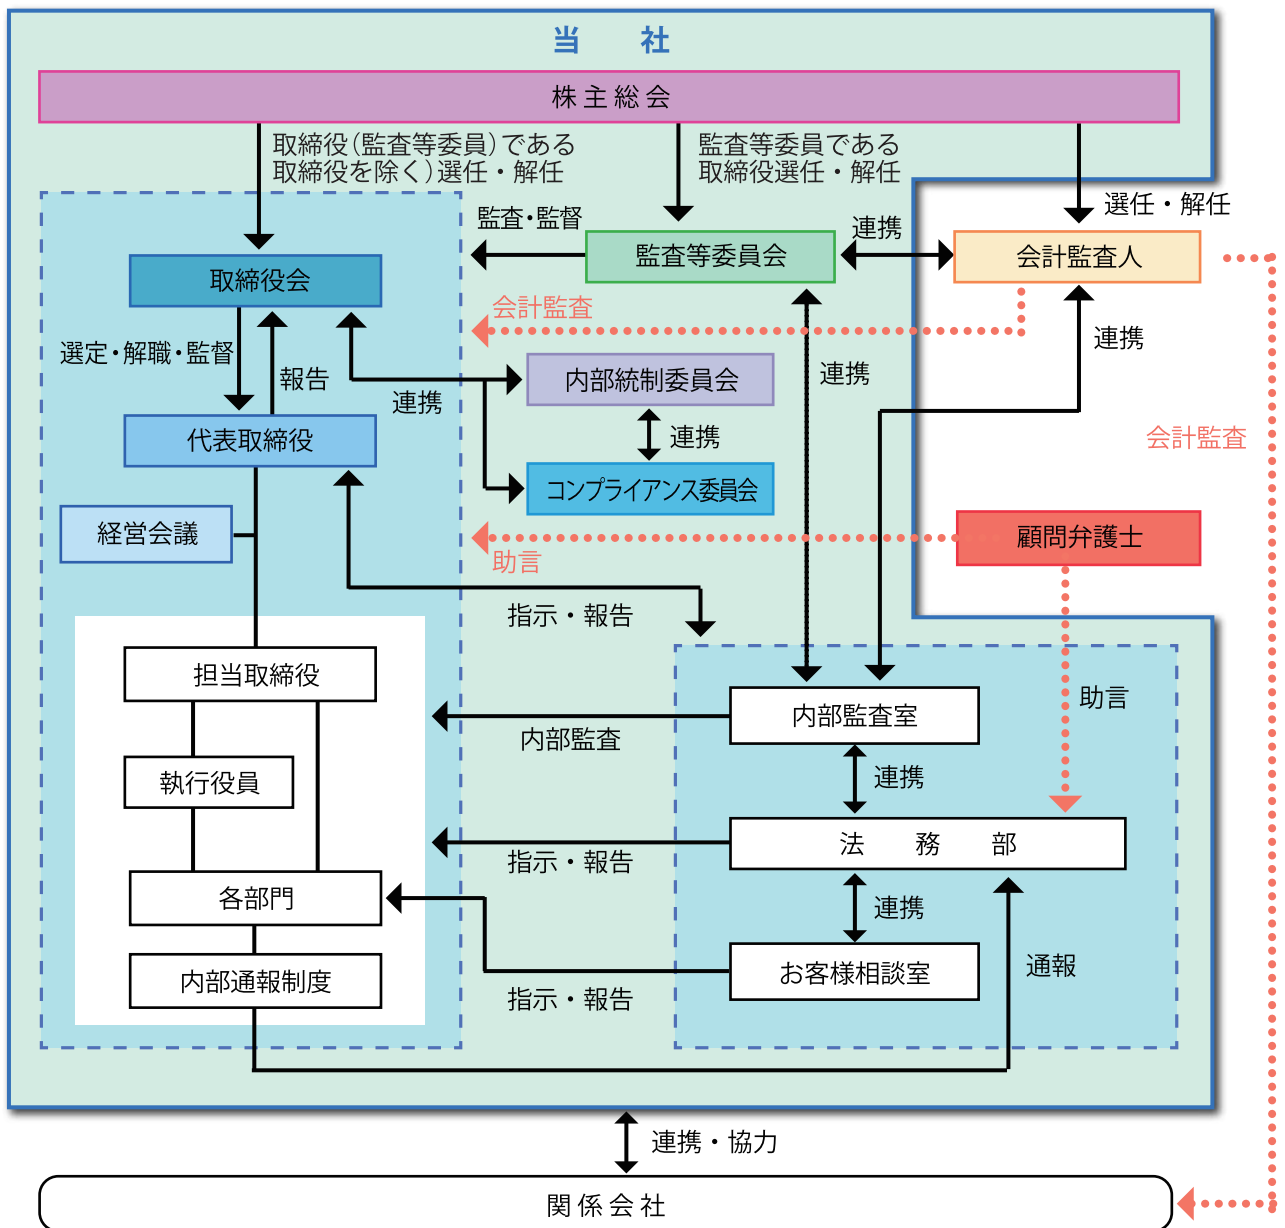 当　社
株主総会
取締役（監査等委員）である
取締役を除く）選任・解任
監査等委員である
取締役選任・解任
選任・解任
監査・監督
連携
監査等委員会
会計監査人
取締役会
会計監査
選定・解職・監督
報告
連携
内部統制委員会
連携
連携
連携
代表取締役
コンプライアンス委員会
会計監査
経営会議
助言
顧問弁護士
指示・報告
担当取締役
内部監査室
助言
内部監査
執行役員
連携
法　務　部
指示・報告
各部門
連携
内部通報制度
お客様相談室
通報
指示・報告
連携・協力
関係会社